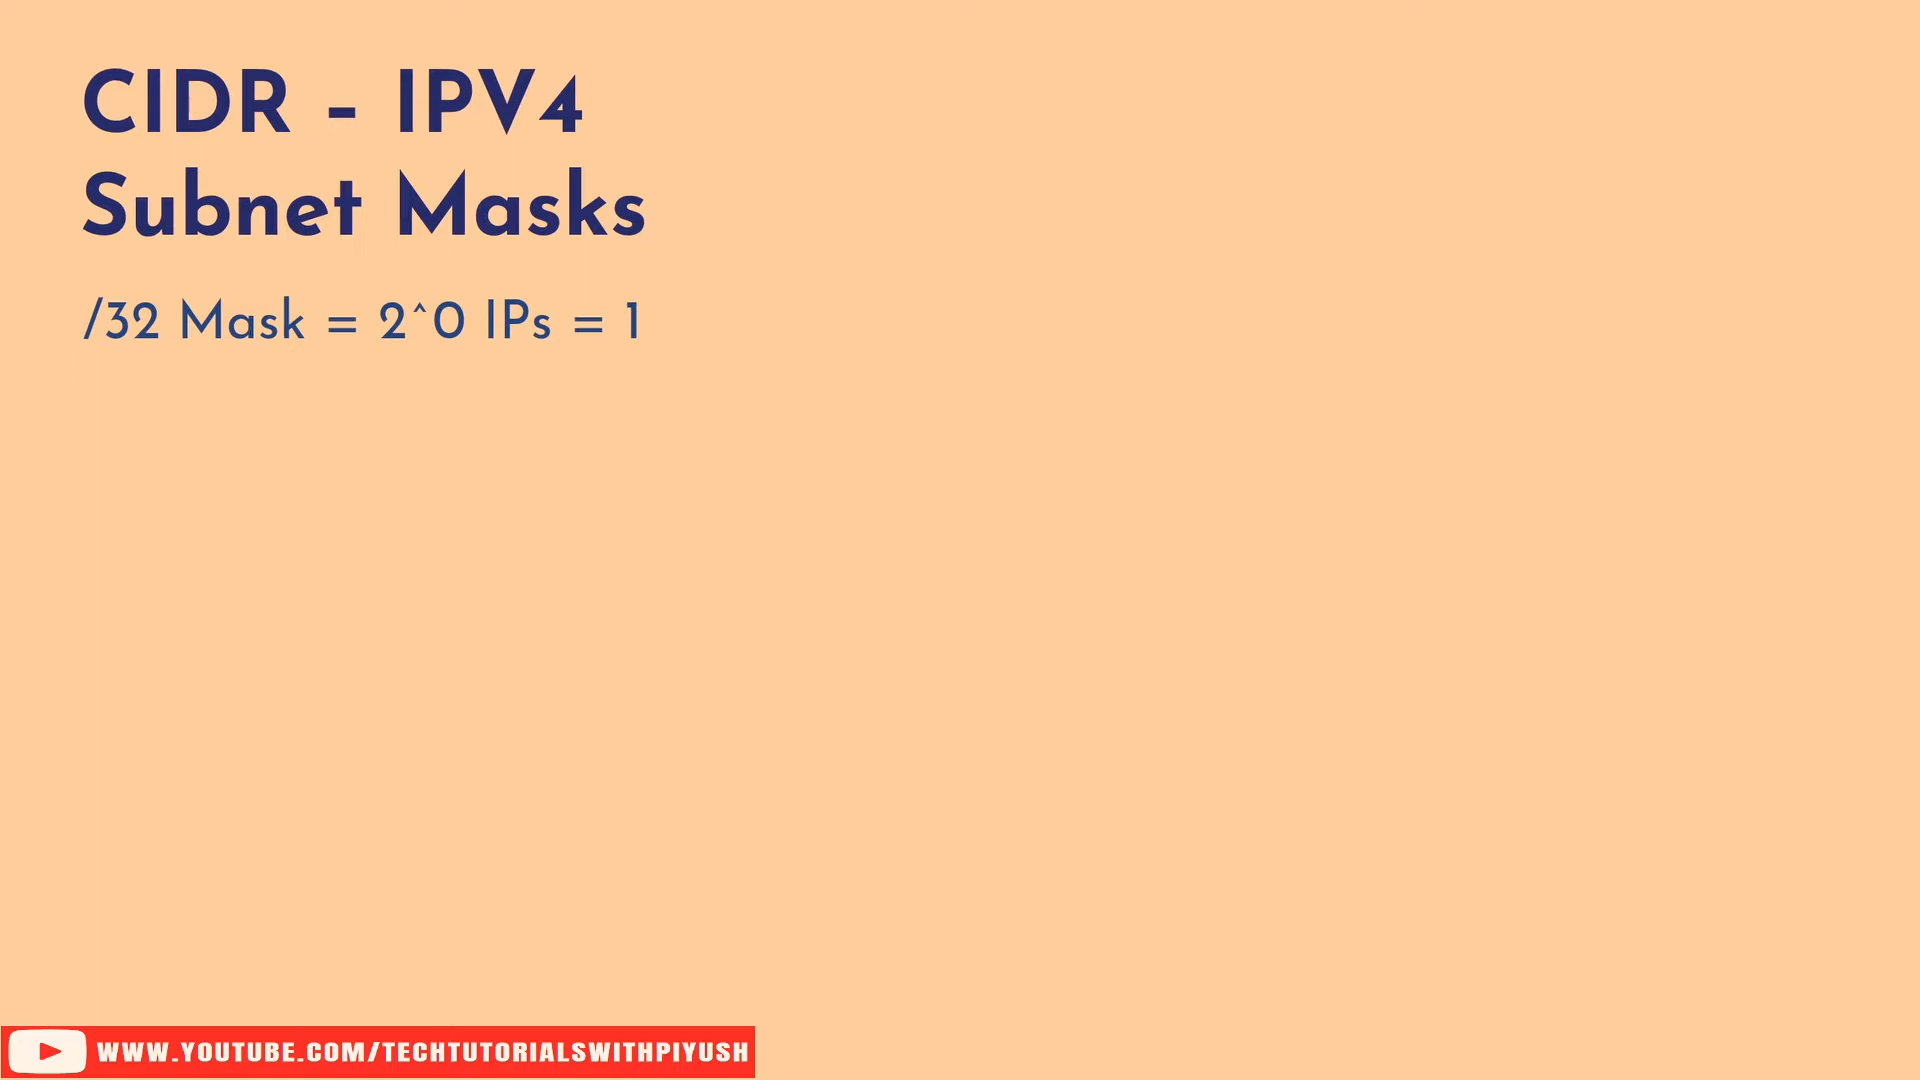 CIDR – IPV4
Subnet Masks
/32 Mask = 2^0 IPs = 1
WWW.YOUTUBE.COM/TECHTUTORIALSWITHPIYUSH